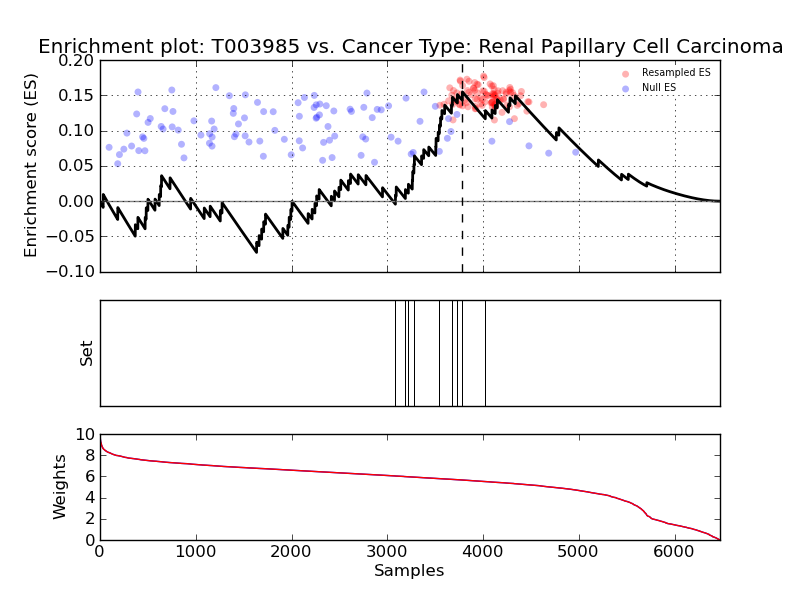 Enrichment plot: T003985 vs. Cancer Type: Renal Papillary Cell Carcinoma
Enrichment score (ES)
0.20
0.15
0.10
0.05
0.00
−0.05
−0.10
Resampled ES
Null ES
Set
Weights
10
8
6
4
2
0
0 1000 2000 3000 4000 5000 6000
Samples